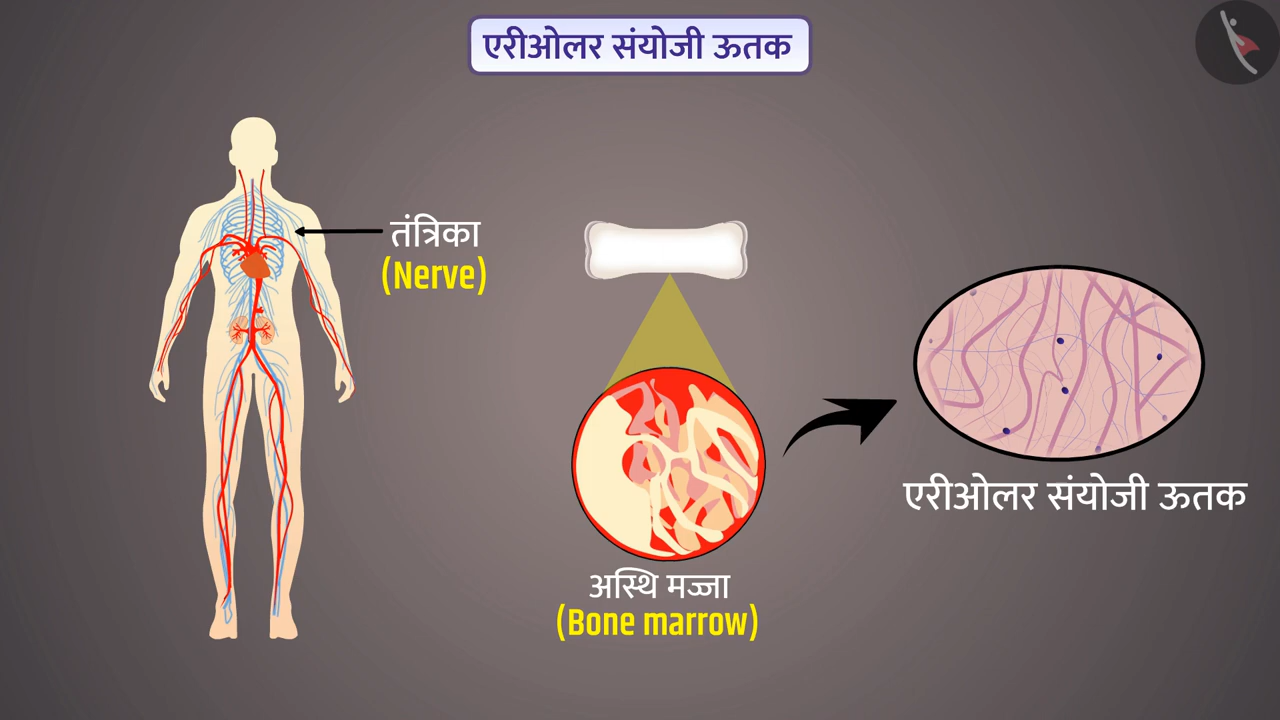 एरीओलर संयोजी ऊतक
तंत्रिका
(Nerve)
अस्थि मज्जा
(Bone marrow)
एरीओलर संयोजी ऊतक